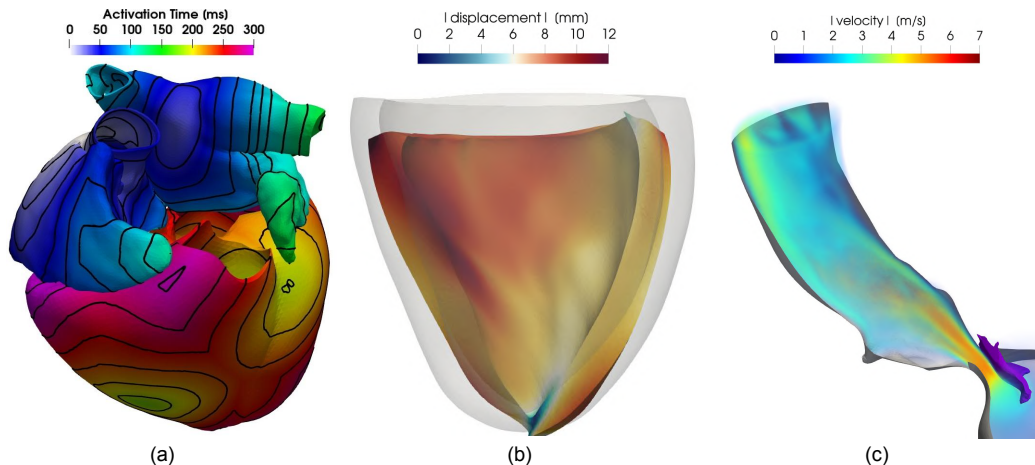 Activation Time (ms)
0 50 100 150 200 250 300
| displacement | (mm)
0 2 4 6 8 10 12
| velocity | (m/s)
0 1 2 3 4 5 6 7
(a)
(b)
(c)